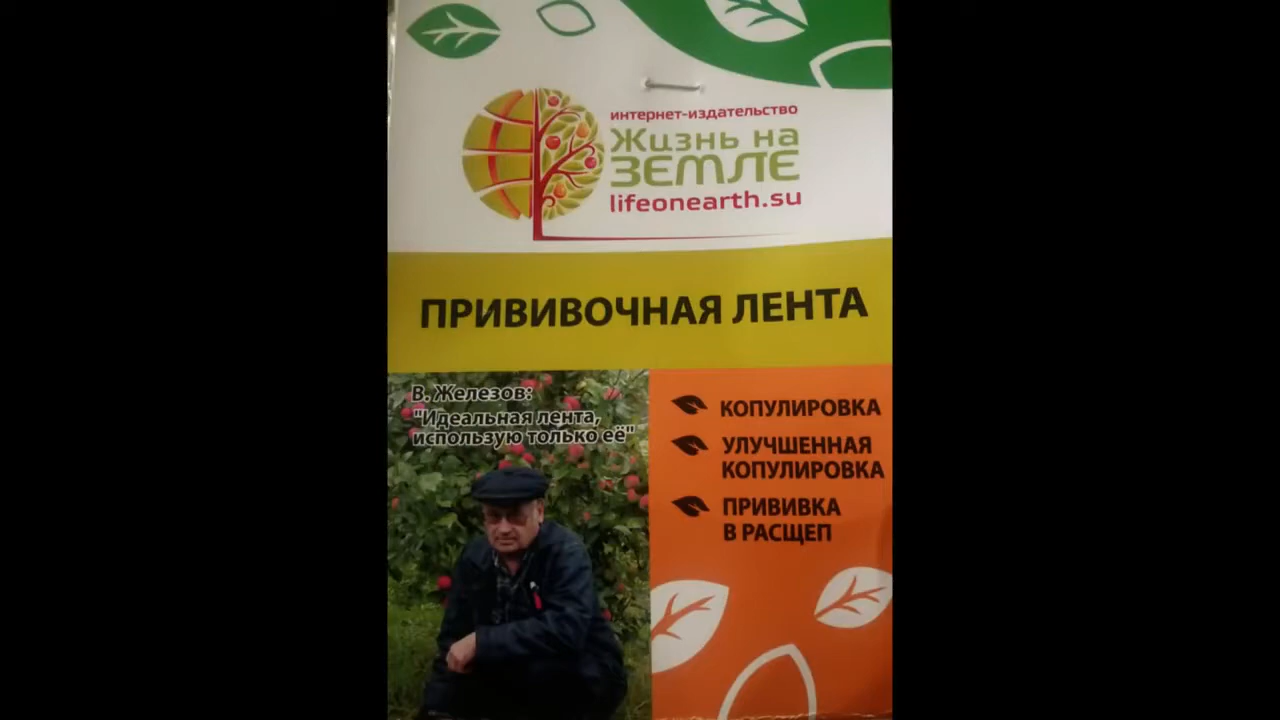 интернет-издательство
Жизнь на
ЗЕМЛЕ
lifeonearth.su
ПРИВИВОЧНАЯ ЛЕНТА
В. Железов:
"Идеальная лента,
использую только её"
КОПУЛИРОВКА
УЛУЧШЕННАЯ
КОПУЛИРОВКА
ПРИВИВКА
В РАСЩЕП